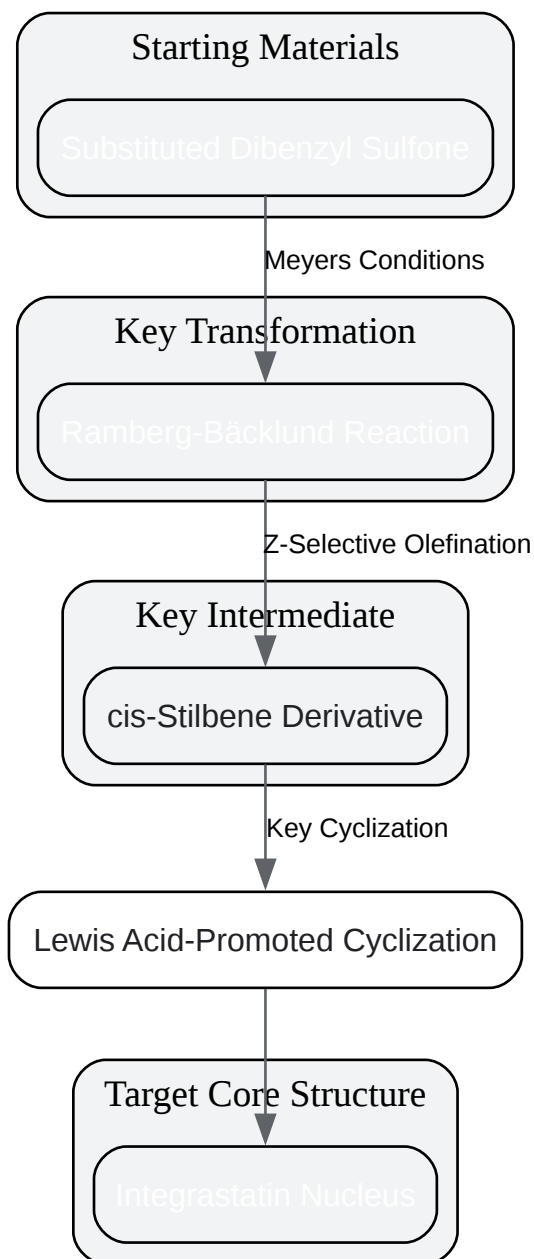 Starting Materials
Substituted Dibenzyl Sulfone
Meyers Conditions
Key Transformation
Ramberg-Bäcklund Reaction
Z-Selective Olefination
Key Intermediate
cis-Stilbene Derivative
Key Cyclization
Lewis Acid-Promoted Cyclization
Target Core Structure
Integrastatin Nucleus